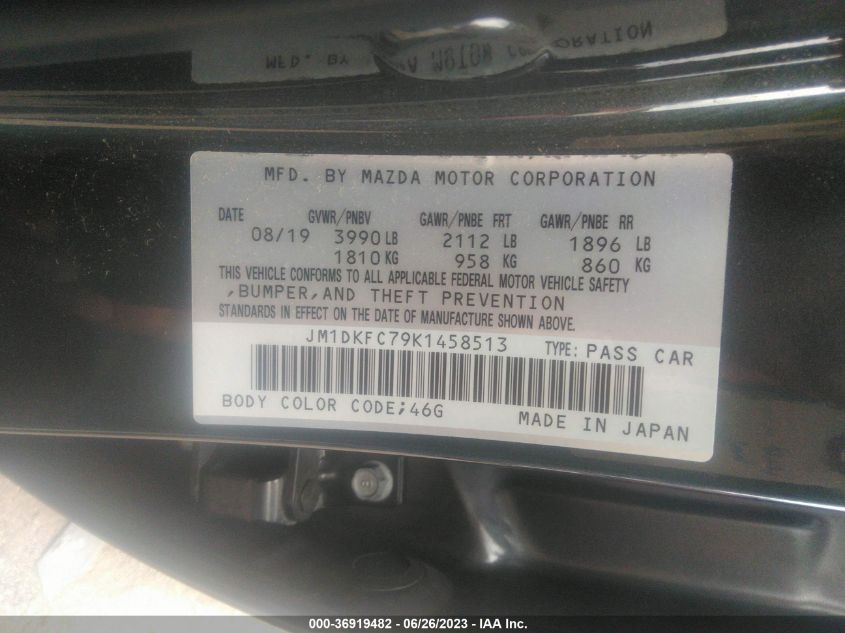 MFD. BY MAZDA MOTOR CORPORATION
DATE GVWR/PNBV GAWR/PNBE FRT GAWR/PNBE RR
08/19 3990 LB 2112 LB 1896 LB
1810 KG 958 KG 860 KG
THIS VEHICLE CONFORMS TO ALL APPLICABLE FEDERAL MOTOR VEHICLE SAFETY
,BUMPER,AND THEFT PREVENTION
STANDARDS IN EFFECT ON THE DATE OF MANUFACTURE SHOWN ABOVE.
JM1DKFC79K1458513 TYPE: PASS CAR
BODY COLOR CODE;46G MADE IN JAPAN
000-36919482 - 06/26/2023 - IAA Inc.